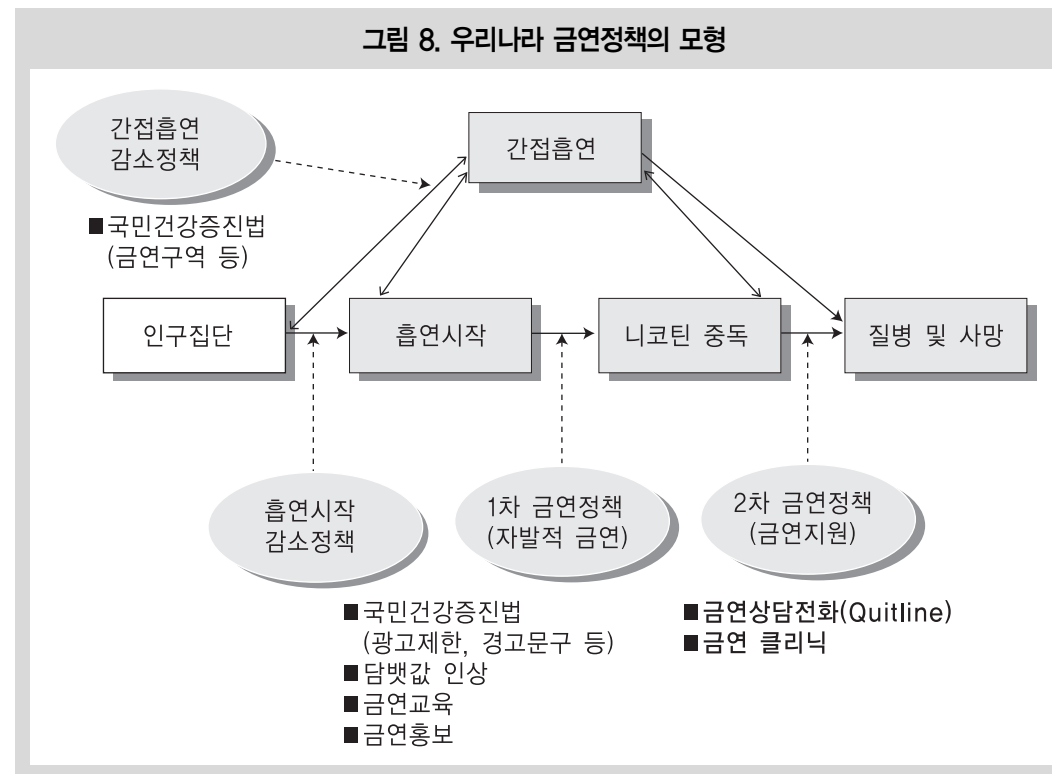 그림 8. 우리나라 금연정책의 모형
간접흡연
감소정책
간접흡연
■국민건강증진법
(금연구역 등)
인구집단
흡연시작
니코틴 중독
질병 및 사망
흡연시작
감소정책
1차 금연정책
(자발적 금연)
2차 금연정책
(금연지원)
■국민건강증진법
(광고제한, 경고문구 등)
■담뱃값 인상
■금연교육
■금연홍보
■금연상담전화(Quitline)
■금연 클리닉